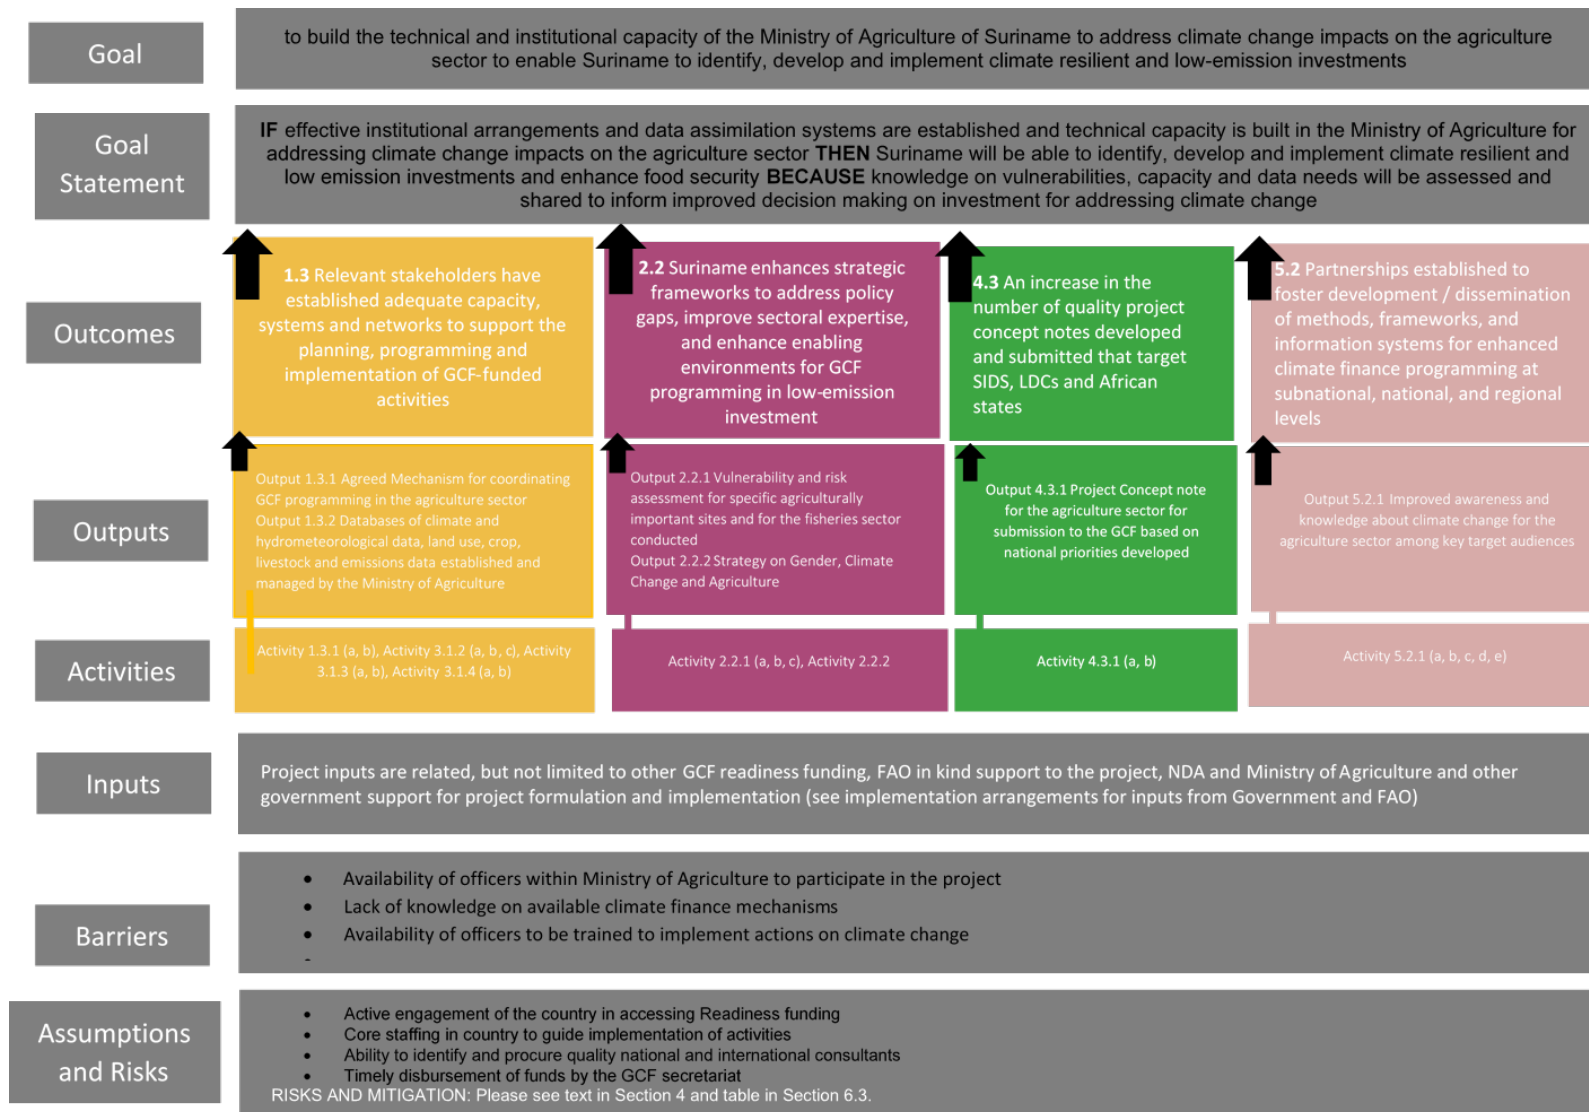 Goal
to build the technical and institutional capacity of the Ministry of Agriculture of Suriname to address climate change impacts on the agriculture
sector to enable Suriname to identify, develop and implement climate resilient and low-emission investments
Goal
Statement
IF effective institutional arrangements and data assimilation systems are established and technical capacity is built in the Ministry of Agriculture for
addressing climate change impacts on the agriculture sector THEN Suriname will be able to identify, develop and implement climate resilient and
low emission investments and enhance food security BECAUSE knowledge on vulnerabilities, capacity and data needs will be assessed and
shared to inform improved decision making on investment for addressing climate change
Outcomes
1.3 Relevant stakeholders have
established adequate capacity,
systems and networks to support the
planning, programming and
implementation of GCF-funded
activities
2.2 Suriname enhances strategic
frameworks to address policy
gaps, improve sectoral expertise,
and enhance enabling
environments for GCF
programming in low-emission
investment
4.3 An increase in the
number of quality project
concept notes developed
and submitted that target
SIDS, LDCs and African
states
5.2 Partnerships established to
foster development / dissemination
of methods, frameworks, and
information systems for enhanced
climate finance programming at
subnational, national, and regional
levels
Outputs
Output 1.3.1 Agreed Mechanism for coordinating
GCF programming in the agriculture sector
Output 1.3.2 Databases of climate and
hydrometeorological data, land use, crop,
livestock and emissions data established and
managed by the Ministry of Agriculture
Output 2.2.1 Vulnerability and risk
assessment for specific agriculturally
important sites and for the fisheries sector
conducted
Output 2.2.2 Strategy on Gender, Climate
Change and Agriculture
Output 4.3.1 Project Concept note
for the agriculture sector for
submission to the GCF based on
national priorities developed
Output 5.2.1 Improved awareness and
knowledge about climate change for the
agriculture sector among key target audiences
Activities
Activity 1.3.1 (a, b), Activity 3.1.2 (a, b, c), Activity
3.1.3 (a, b), Activity 3.1.4 (a, b)
Activity 2.2.1 (a, b, c), Activity 2.2.2
Activity 4.3.1 (a, b)
Activity 5.2.1 (a, b, c, d, e)
Inputs
Project inputs are related, but not limited to other GCF readiness funding, FAO in kind support to the project, NDA and Ministry of Agriculture and other
government support for project formulation and implementation (see implementation arrangements for inputs from Government and FAO)
Barriers
• Availability of officers within Ministry of Agriculture to participate in the project
• Lack of knowledge on available climate finance mechanisms
• Availability of officers to be trained to implement actions on climate change
Assumptions
and Risks
• Active engagement of the country in accessing Readiness funding
• Core staffing in country to guide implementation of activities
• Ability to identify and procure quality national and international consultants
• Timely disbursement of funds by the GCF secretariat
RISKS AND MITIGATION: Please see text in Section 4 and table in Section 6.3.